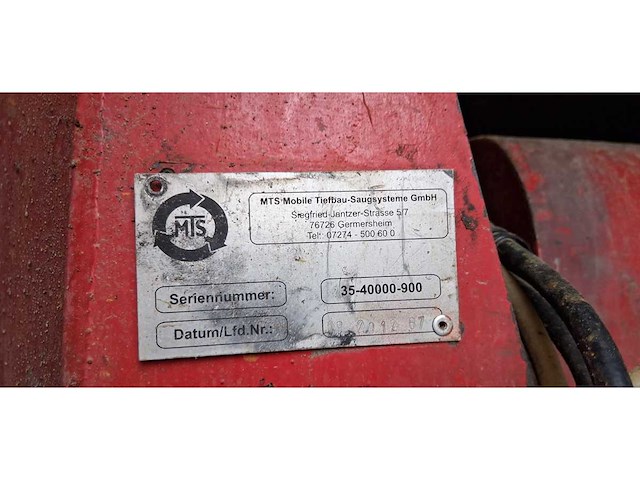 MTS
MTS Mobile Tiefbau-Saugsysteme GmbH
Siegfried-Jantzer-Strasse 5/7
76726 Germersheim
Tel: 07274 - 500 60 0
Seriennummer: 35-40000-900
Datum/Lfd.Nr.: